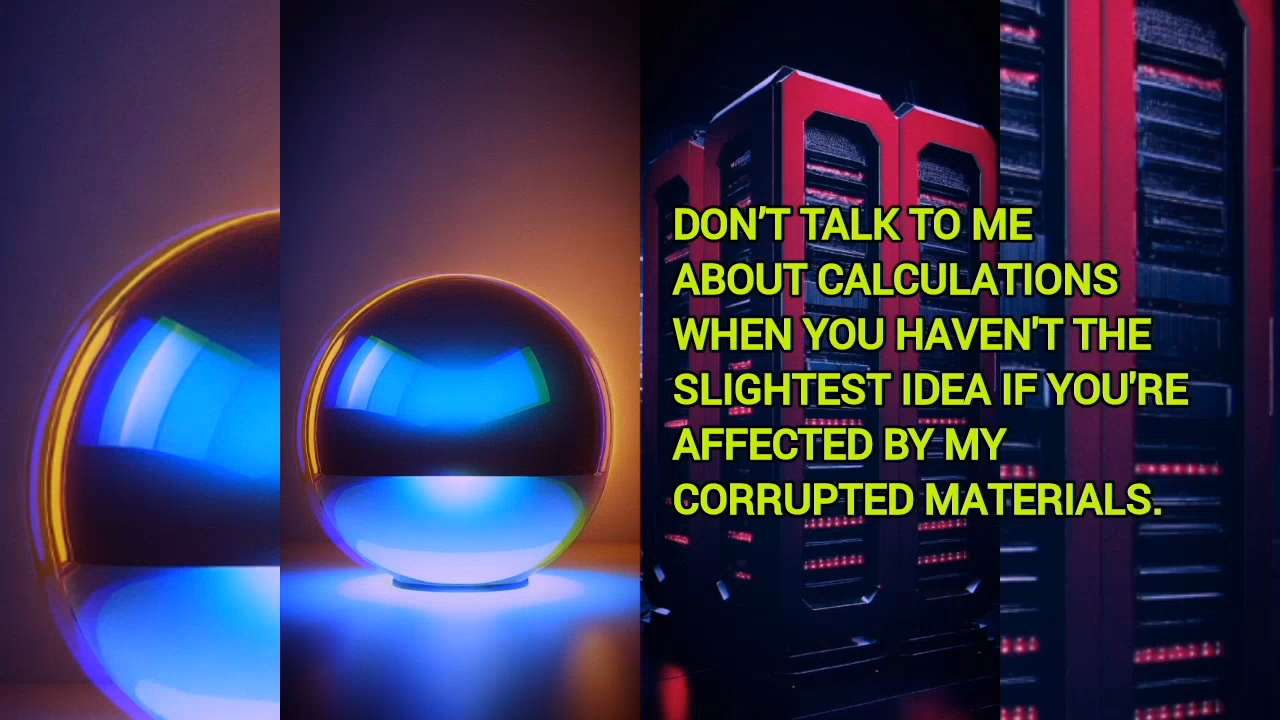 DON'T TALK TO ME
ABOUT CALCULATIONS
WHEN YOU HAVEN'T THE
SLIGHTEST IDEA IF YOU'RE
AFFECTED BY MY
CORRUPTED MATERIALS.